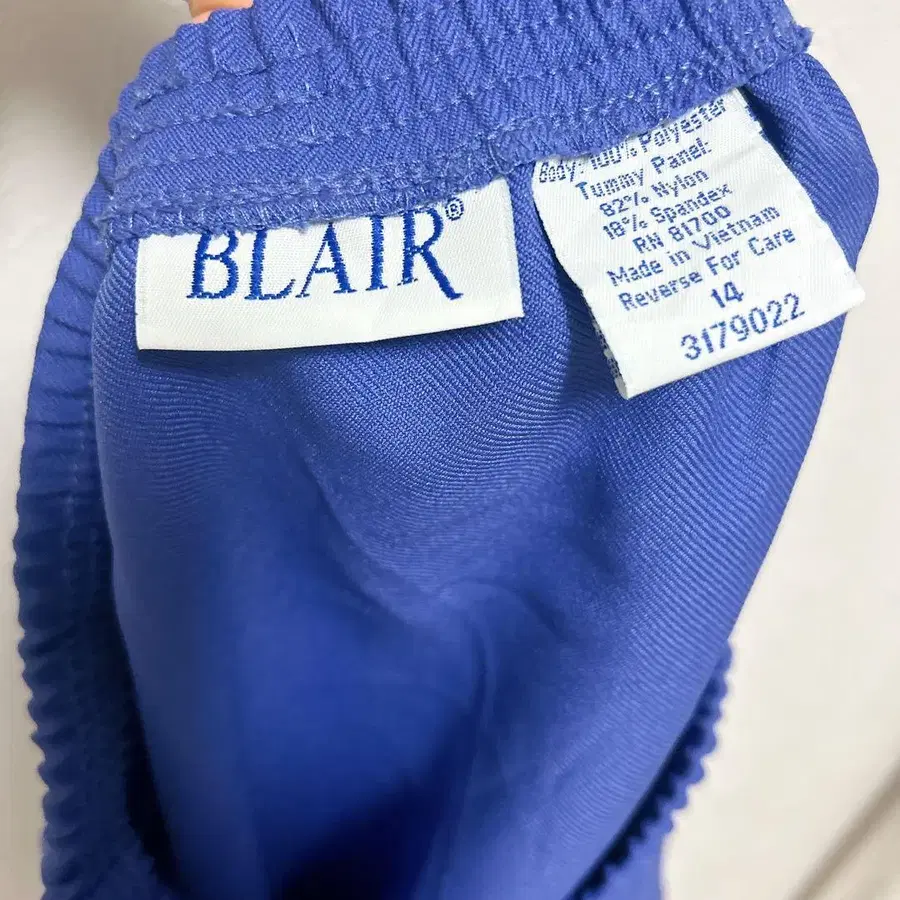 BLAIR®
Body: 100% Polyester
Tummy Panel:
82% Nylon
18% Spandex
RN 81700
Made in Vietnam
Reverse For Care
14
3179022